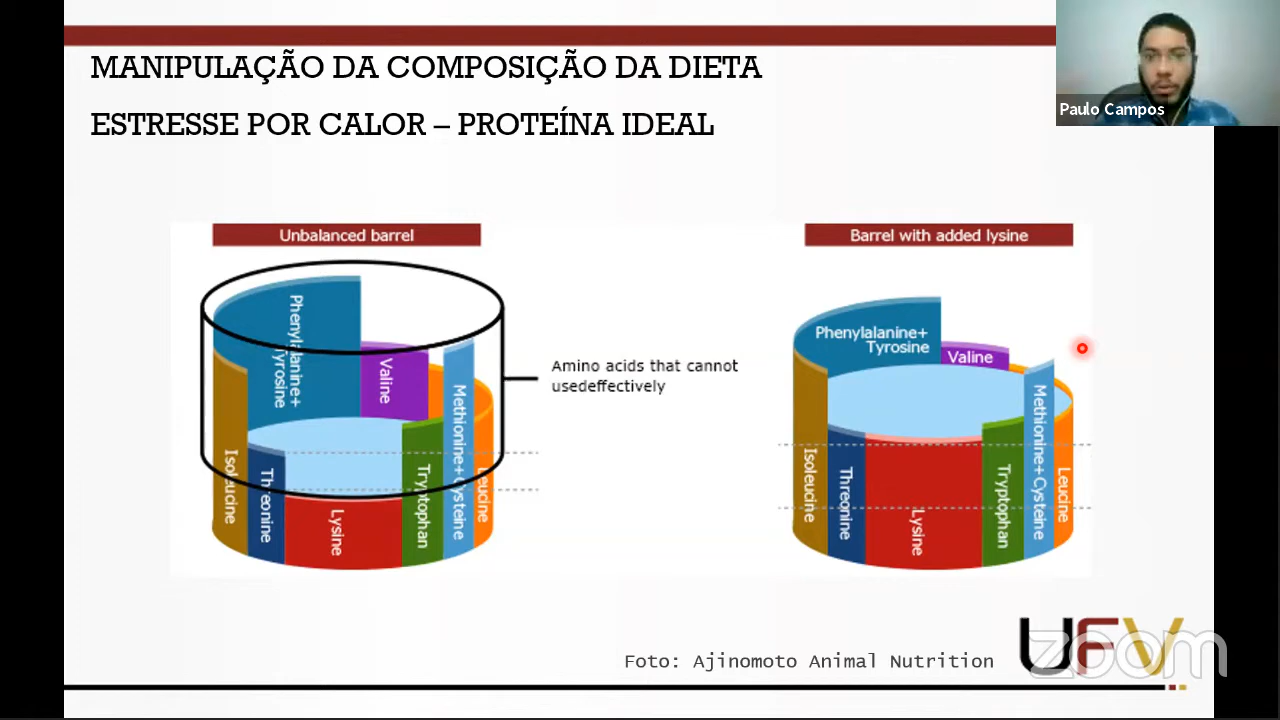 MANIPULAÇÃO DA COMPOSIÇÃO DA DIETA
ESTRESSE POR CALOR – PROTEÍNA IDEAL
Paulo Campos
Unbalanced barrel
Phenylalanine+
Tyrosine
Valine
Isoleucine
Threonine
Lysine
Tryptophan
Methionine+Cysteine
Leucine
Amino acids that cannot
usedeffectively
Barrel with added lysine
Phenylalanine+
Tyrosine
Valine
Isoleucine
Threonine
Lysine
Tryptophan
Methionine+Cysteine
Leucine
Foto: Ajinomoto Animal Nutrition
UFV
zoom